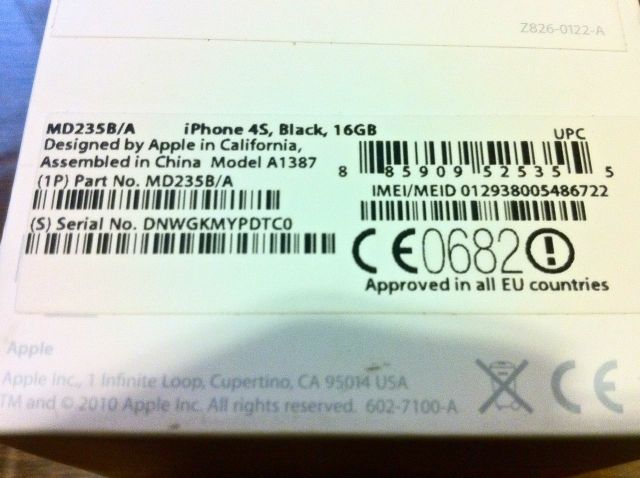 Z826-0122-A
MD235B/A iPhone 4S, Black, 16GB
Designed by Apple in California,
Assembled in China Model A1387
(1P) Part No. MD235B/A
(S) Serial No. DNWGKMYPDTC0
UPC
8 85909 52535 5
IMEI/MEID 012938005486722
CE0682
Approved in all EU countries
Apple
Apple Inc., 1 Infinite Loop, Cupertino, CA 95014 USA
TM and © 2010 Apple Inc. All rights reserved. 602-7100-A
CE